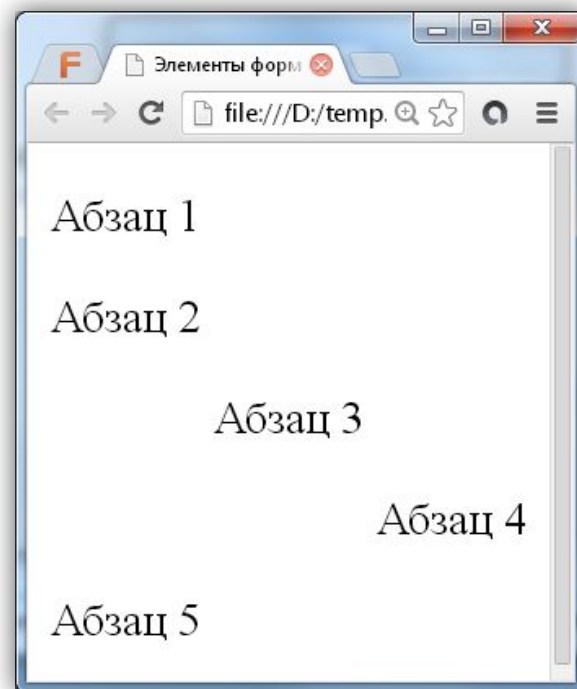 F
Элементы форм
file:///D:/temp.
Абзац 1
Абзац 2
Абзац 3
Абзац 4
Абзац 5